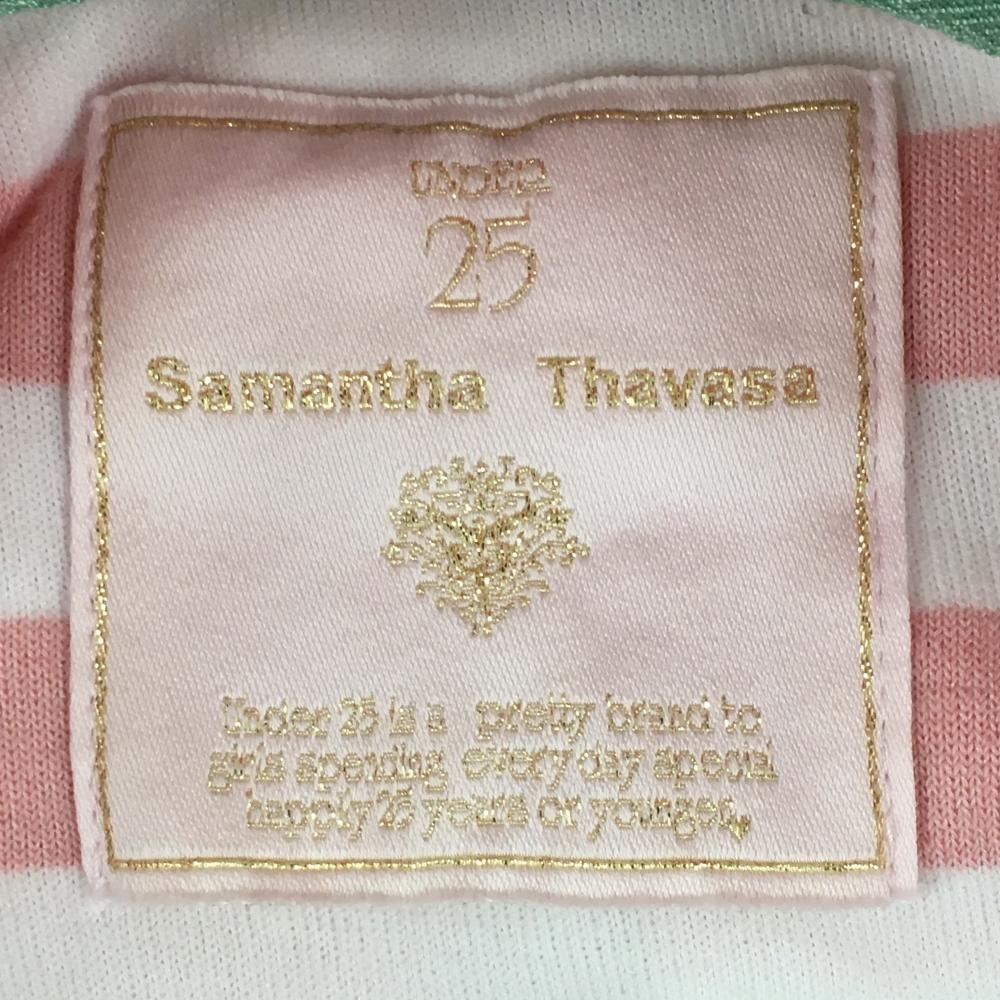 UNDER
25
Samantha Thavasa
Under 25 is a pretty brand to
girls spending every day special
happly 25 years or younger.